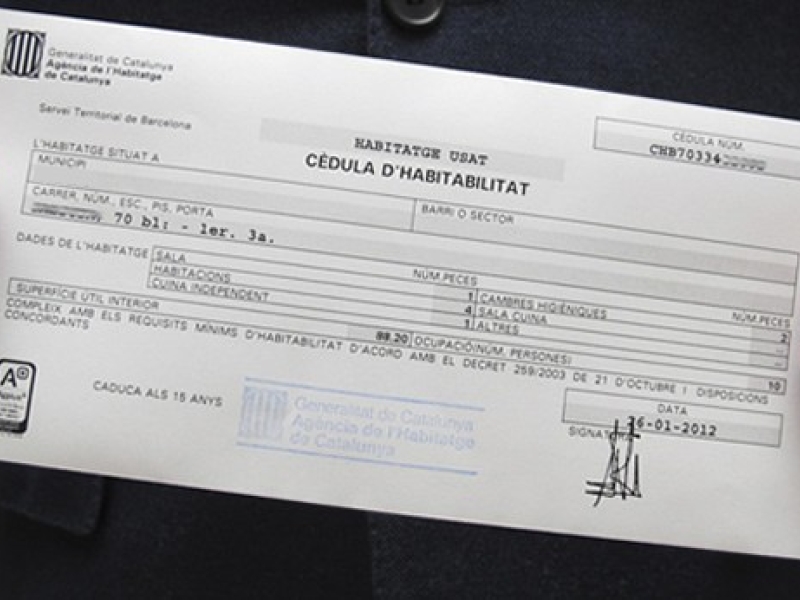 Generalitat de Catalunya
Agència de l'Habitatge
de Catalunya
Servei Territorial de Barcelona
HABITATGE USAT
CÈDULA D'HABITABILITAT
CÈDULA NÚM.
CHB70334
L'HABITATGE SITUAT A
MUNICIPI
CARRER, NÚM., ESC., PIS, PORTA
BARRI O SECTOR
70 bl: - 1er. 3a.
DADES DE L'HABITATGE
NÚM.PECES
NÚM.PECES
SALA 1 CAMBRES HIGIÈNIQUES 2
HABITACIONS 4 SALA CUINA --
CUINA INDEPENDENT 1 ALTRES --
SUPERFÍCIE ÚTIL INTERIOR 88.20 OCUPACIÓ(NÚM. PERSONES) 10
COMPLEIX AMB ELS REQUISITS MÍNIMS D'HABITABILITAT D'ACORD AMB EL DECRET 259/2003 DE 21 D'OCTUBRE I DISPOSICIONS
CONCORDANTS
CADUCA ALS 15 ANYS
Generalitat de Catalunya
Agència de l'Habitatge
de Catalunya
DATA
26-01-2012
SIGNATURA